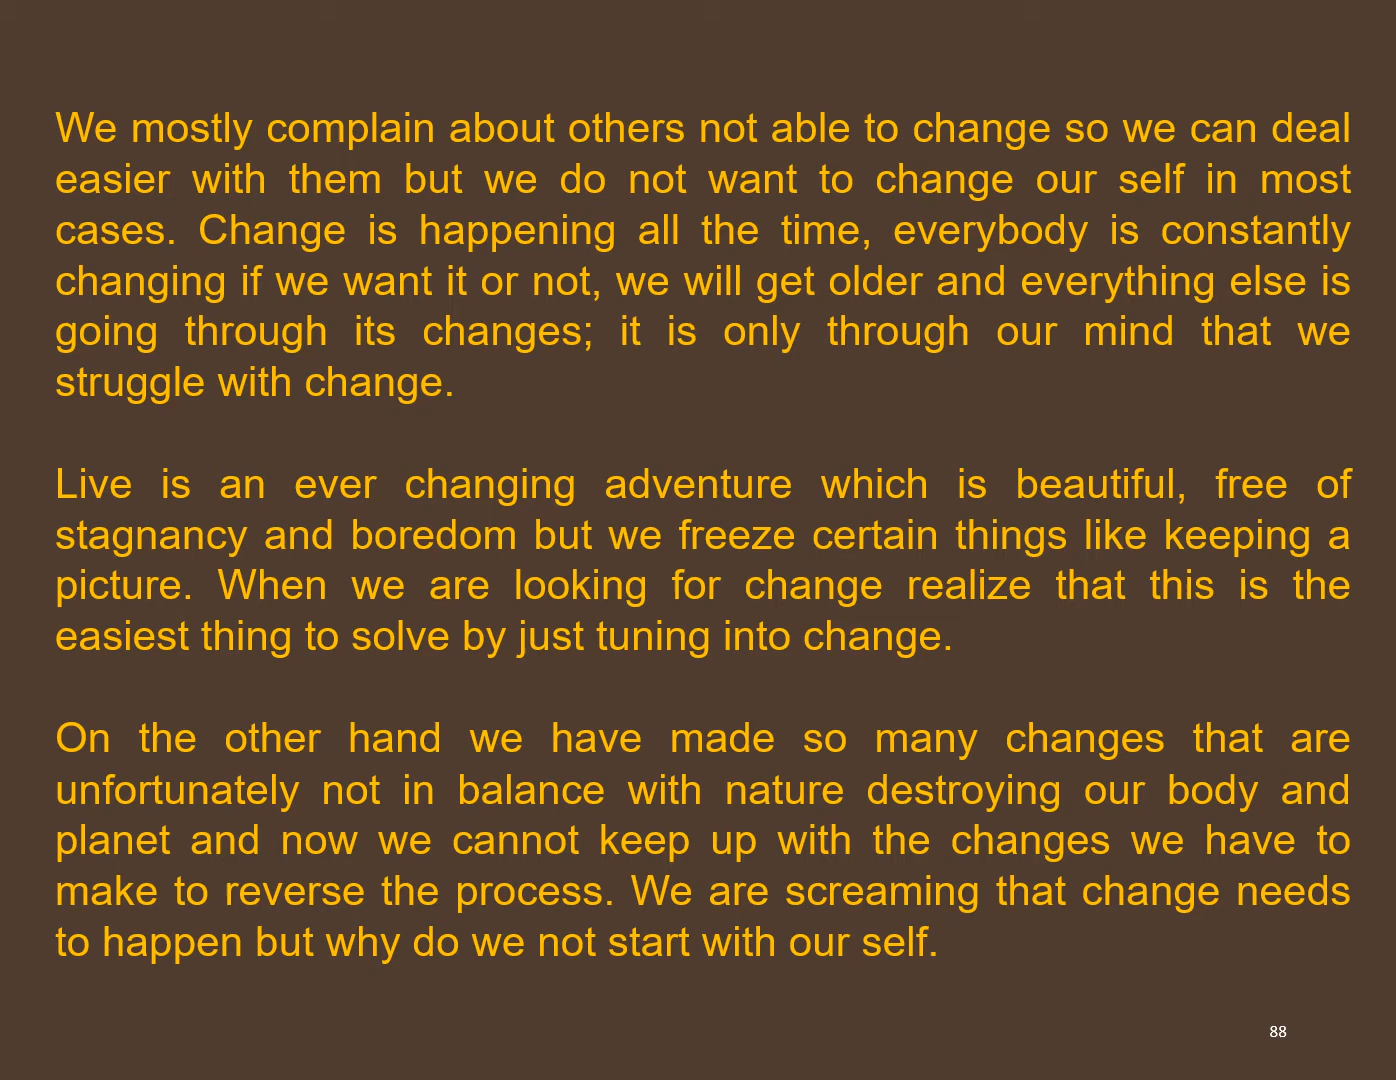 We mostly complain about others not able to change so we can deal
easier with them but we do not want to change our self in most
cases. Change is happening all the time, everybody is constantly
changing if we want it or not, we will get older and everything else is
going through its changes; it is only through our mind that we
struggle with change.
Live is an ever changing adventure which is beautiful, free of
stagnancy and boredom but we freeze certain things like keeping a
picture. When we are looking for change realize that this is the
easiest thing to solve by just tuning into change.
On the other hand we have made so many changes that are
unfortunately not in balance with nature destroying our body and
planet and now we cannot keep up with the changes we have to
make to reverse the process. We are screaming that change needs
to happen but why do we not start with our self.
88